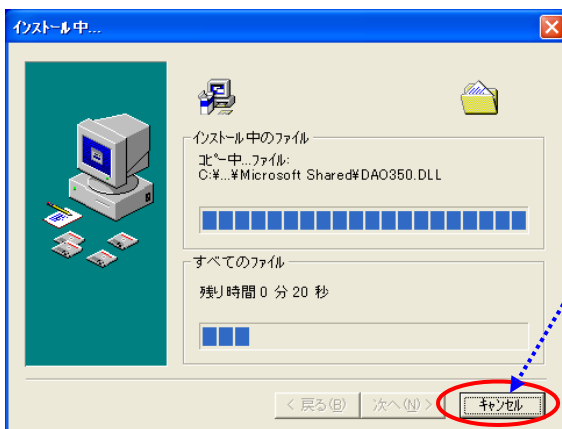 インストール中...
インストール中のファイル
コピー中...ファイル:
C:¥...¥Microsoft Shared¥DAO350.DLL
すべてのファイル
残り時間 0 分 20 秒
< 戻る(B)
次へ(N) >
キャンセル